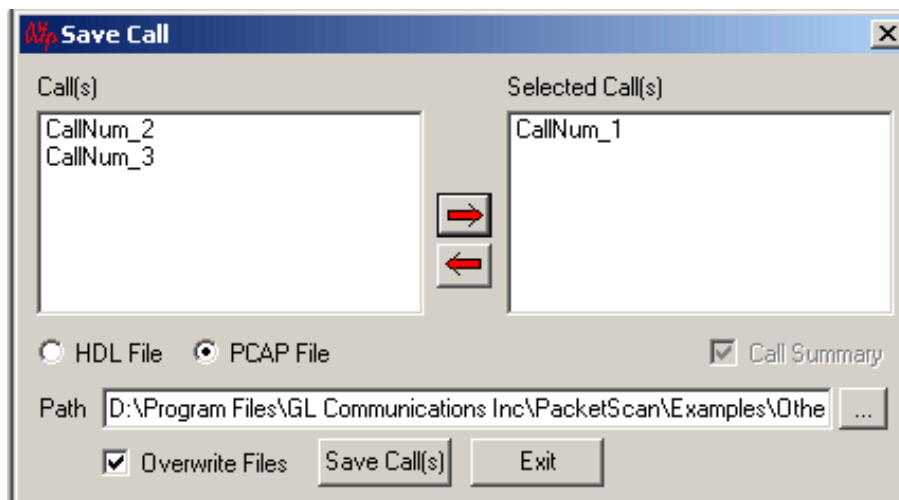 Save Call
Call(s)
Selected Call(s)
CallNum_2
CallNum_3
CallNum_1
HDL File
PCAP File
Call Summary
Path
D:\Program Files\GL Communications Inc\PacketScan\Examples\Othe
...
Overwrite Files
Save Call(s)
Exit